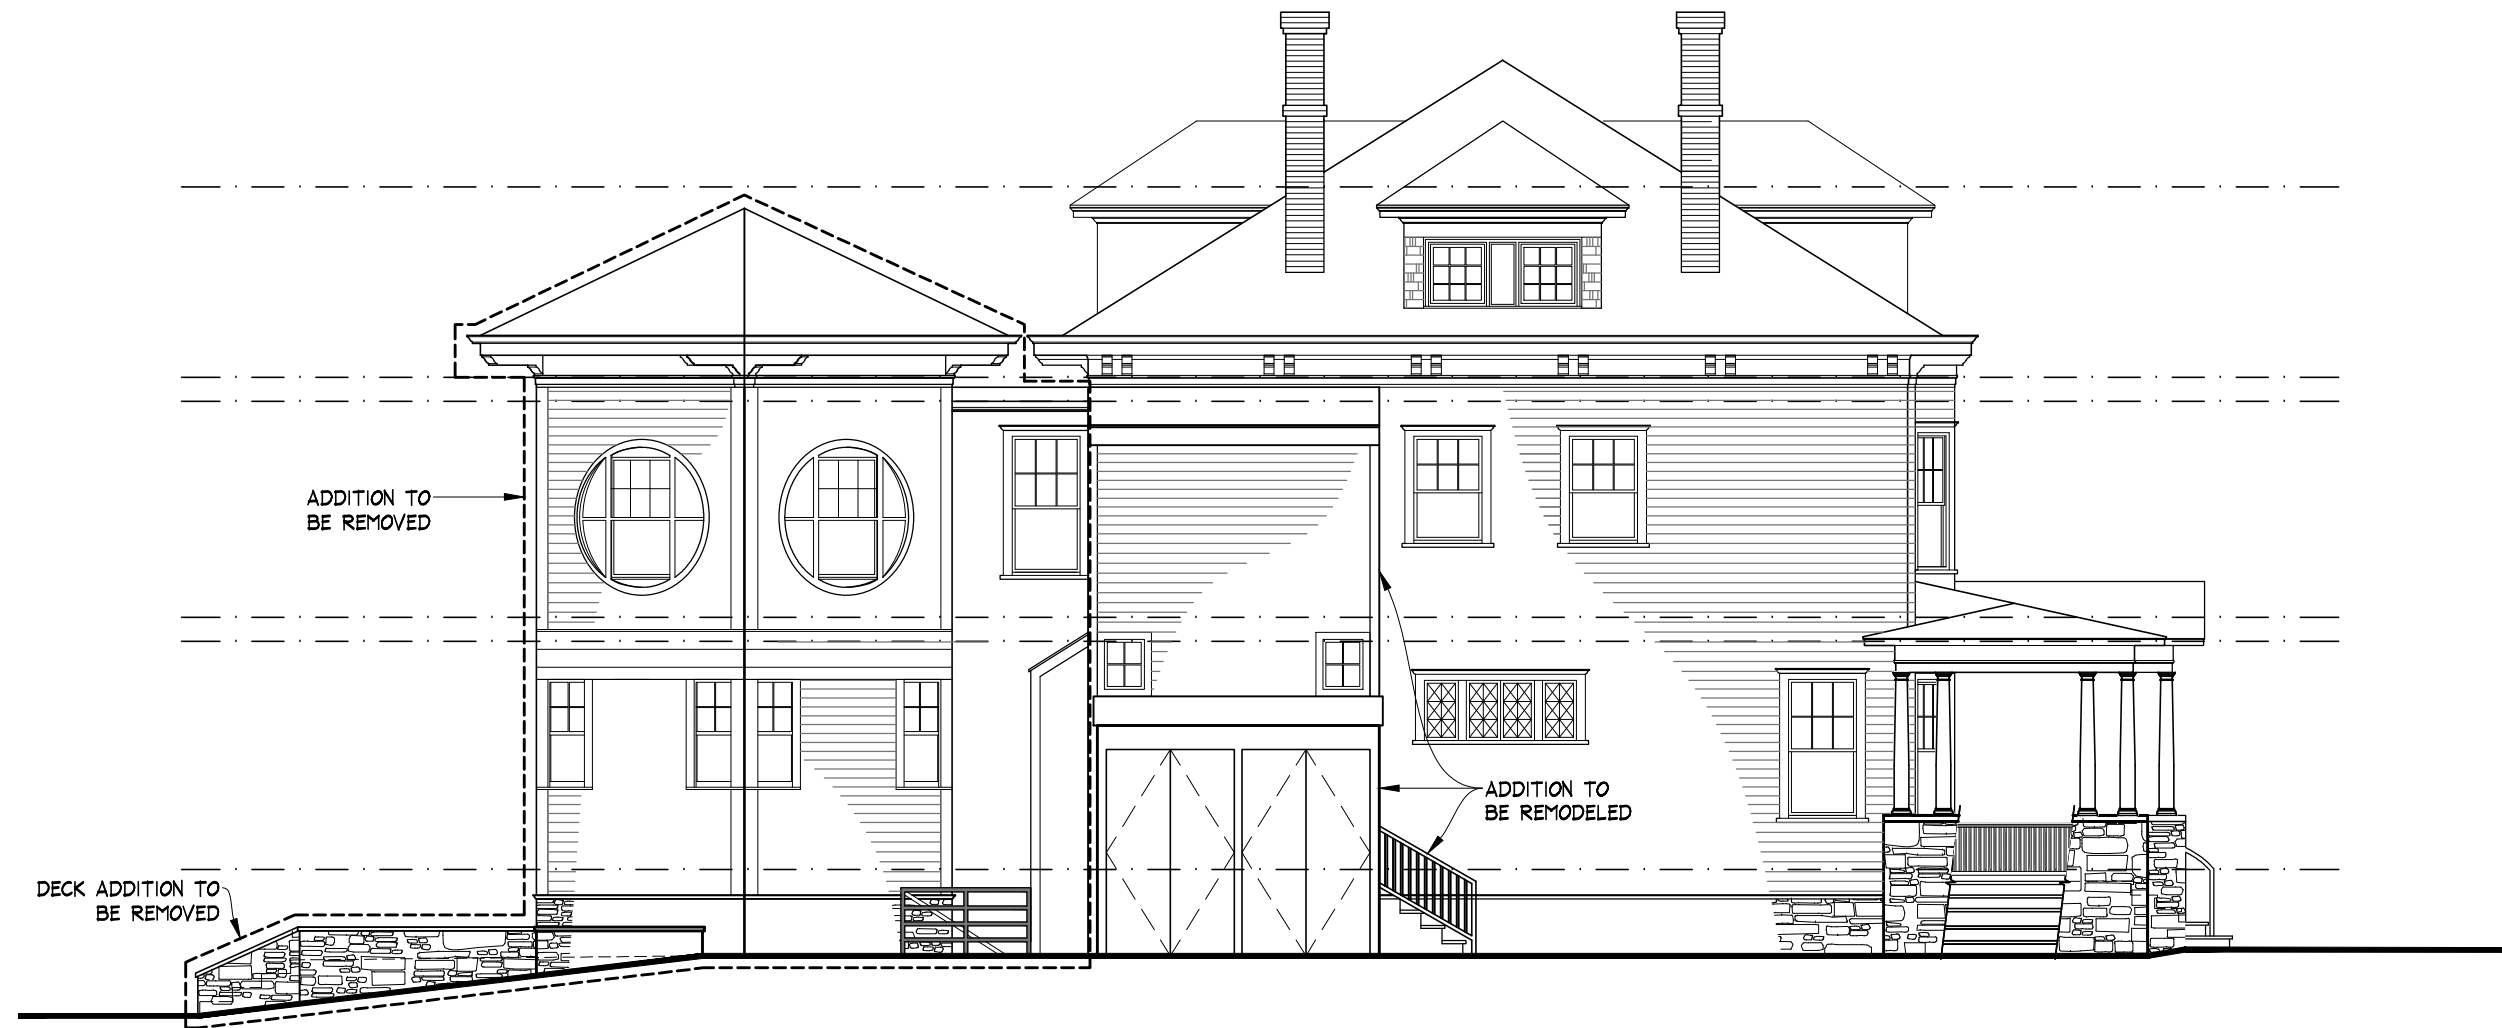 ADDITION TO
BE REMOVED
ADDITION TO
BE REMODELED
DECK ADDITION TO
BE REMOVED